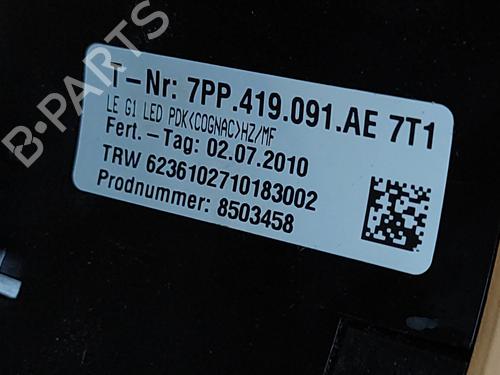 T-Nr: 7PP.419.091.AE 7T1
LE G1 LED PDK<COGNAC>HZ/MF
Fert.-Tag: 02.07.2010
TRW 6236102710183002
Prodnummer: 8503458
B-PARTS